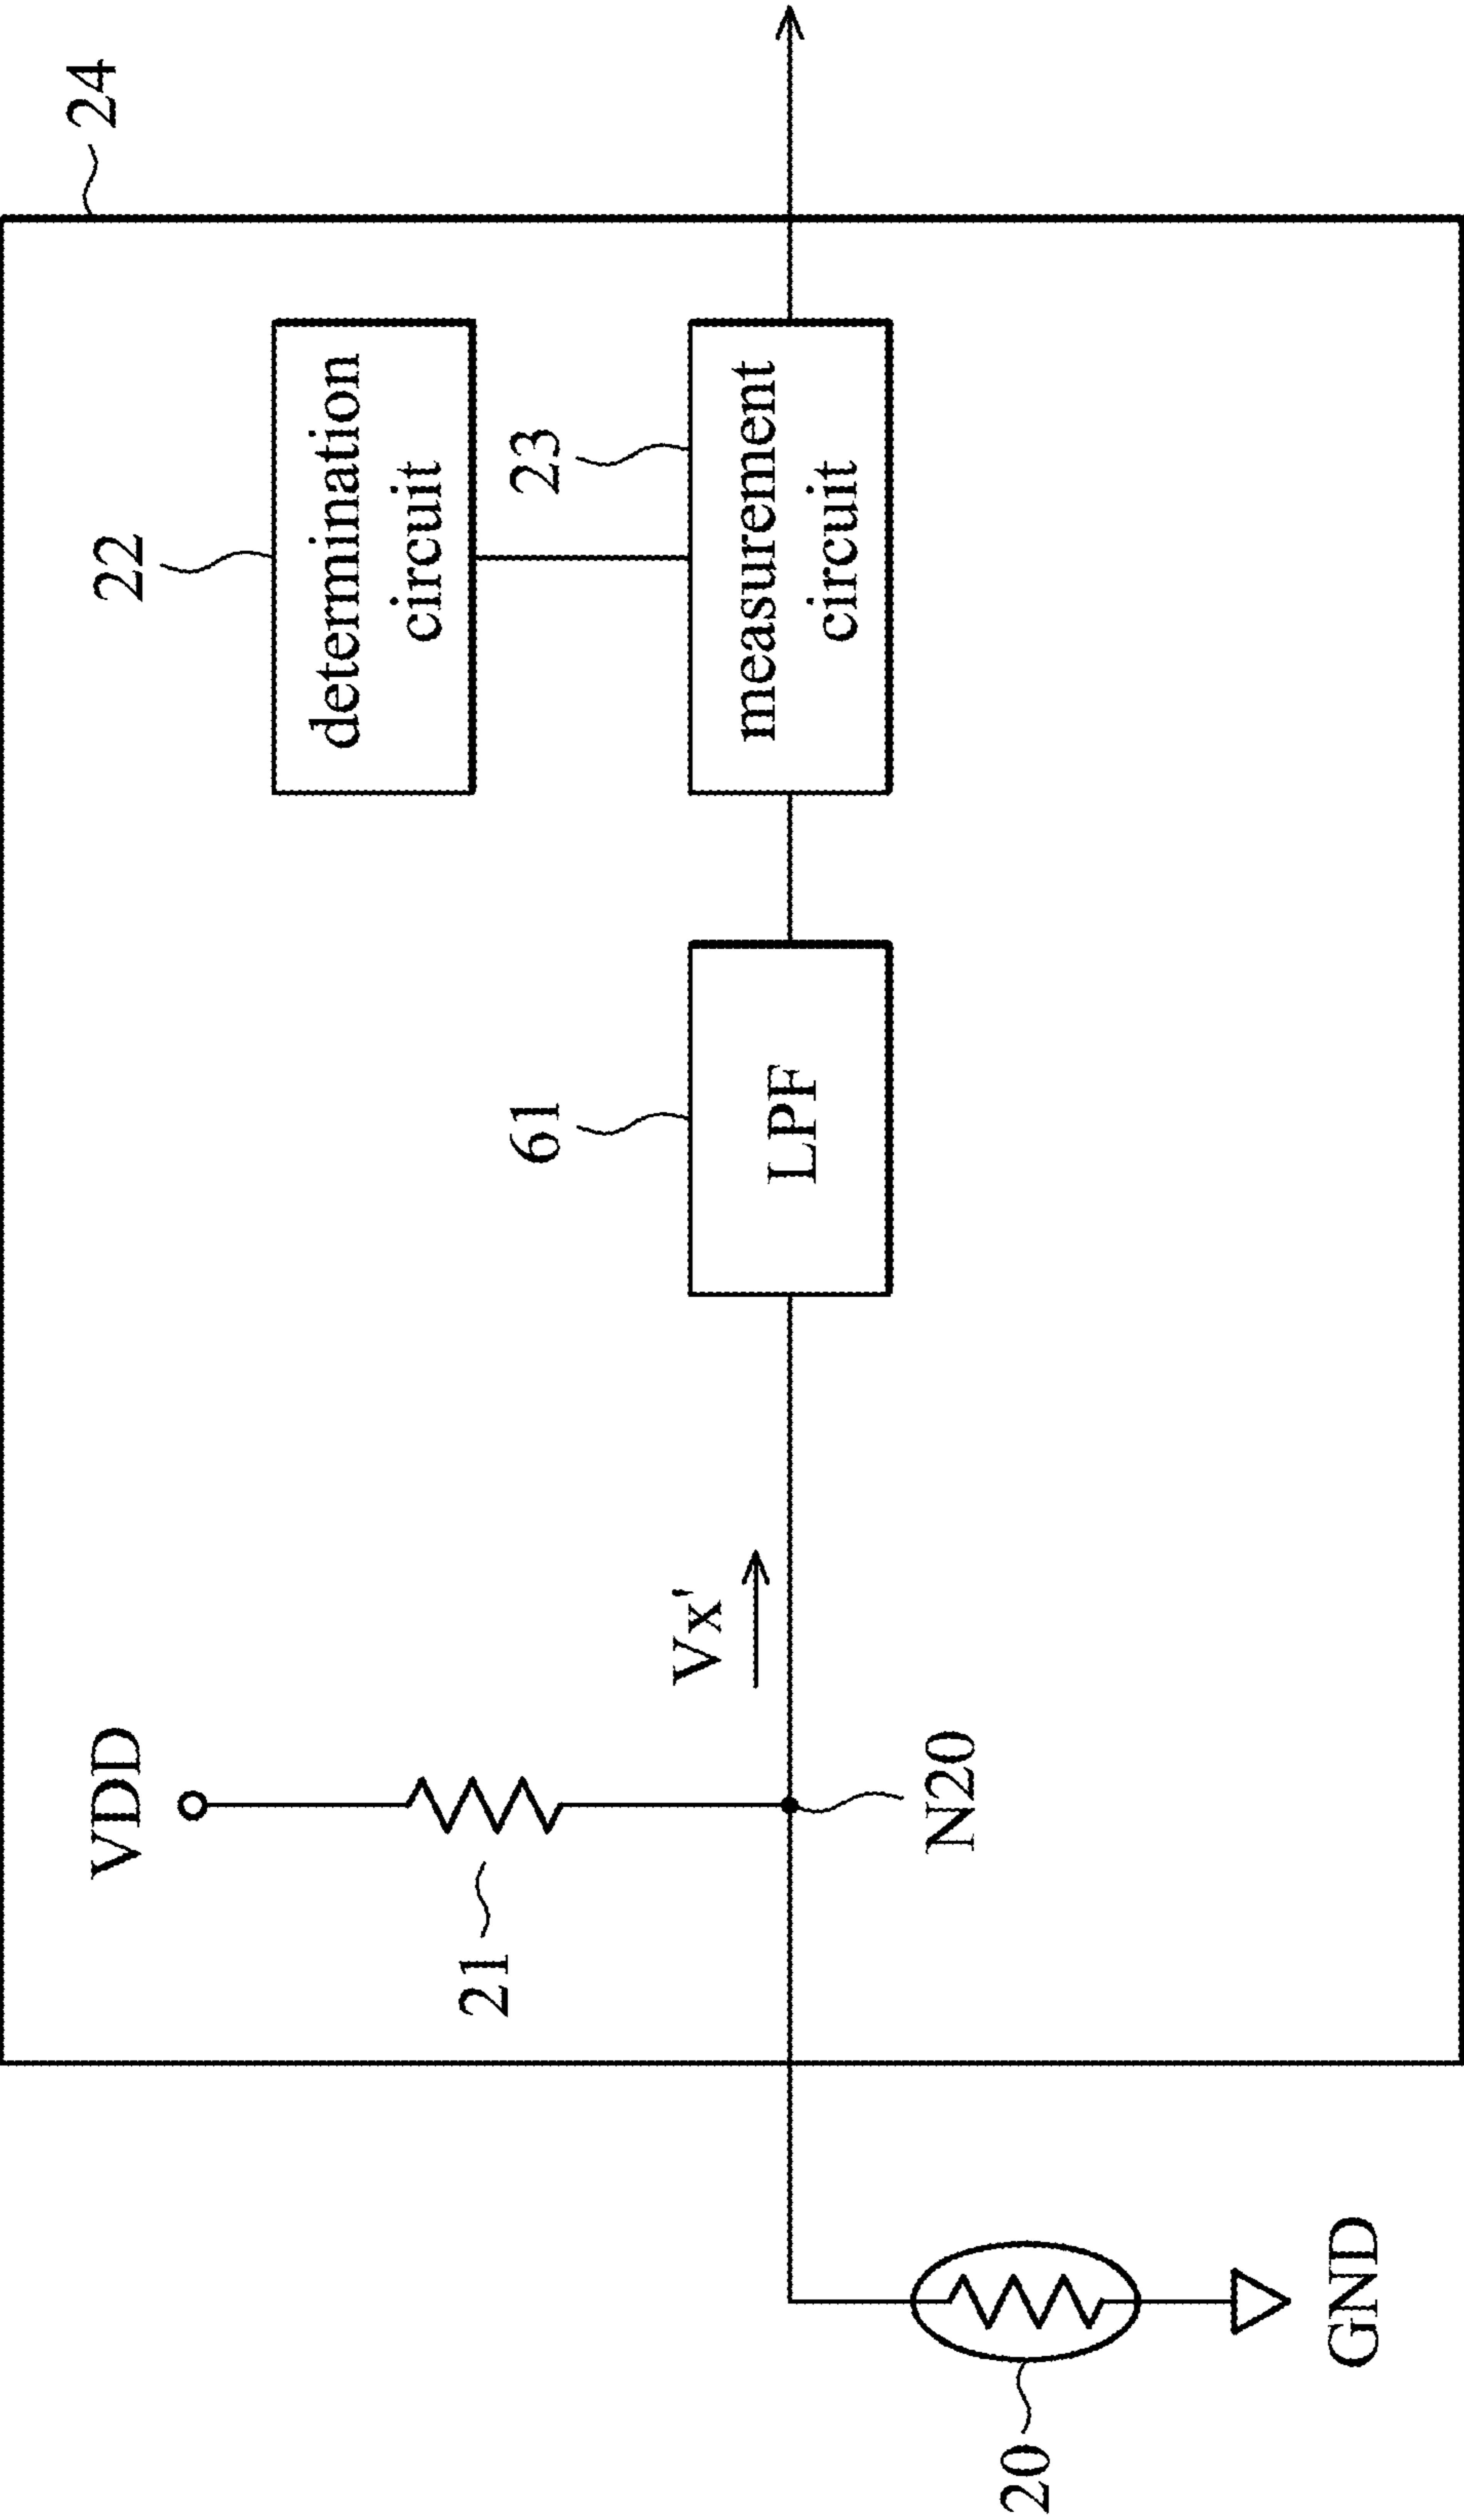 24
VDD
22
determination
circuit
21
Vx'
61
23
LPF
measurement
circuit
N20
20
GND